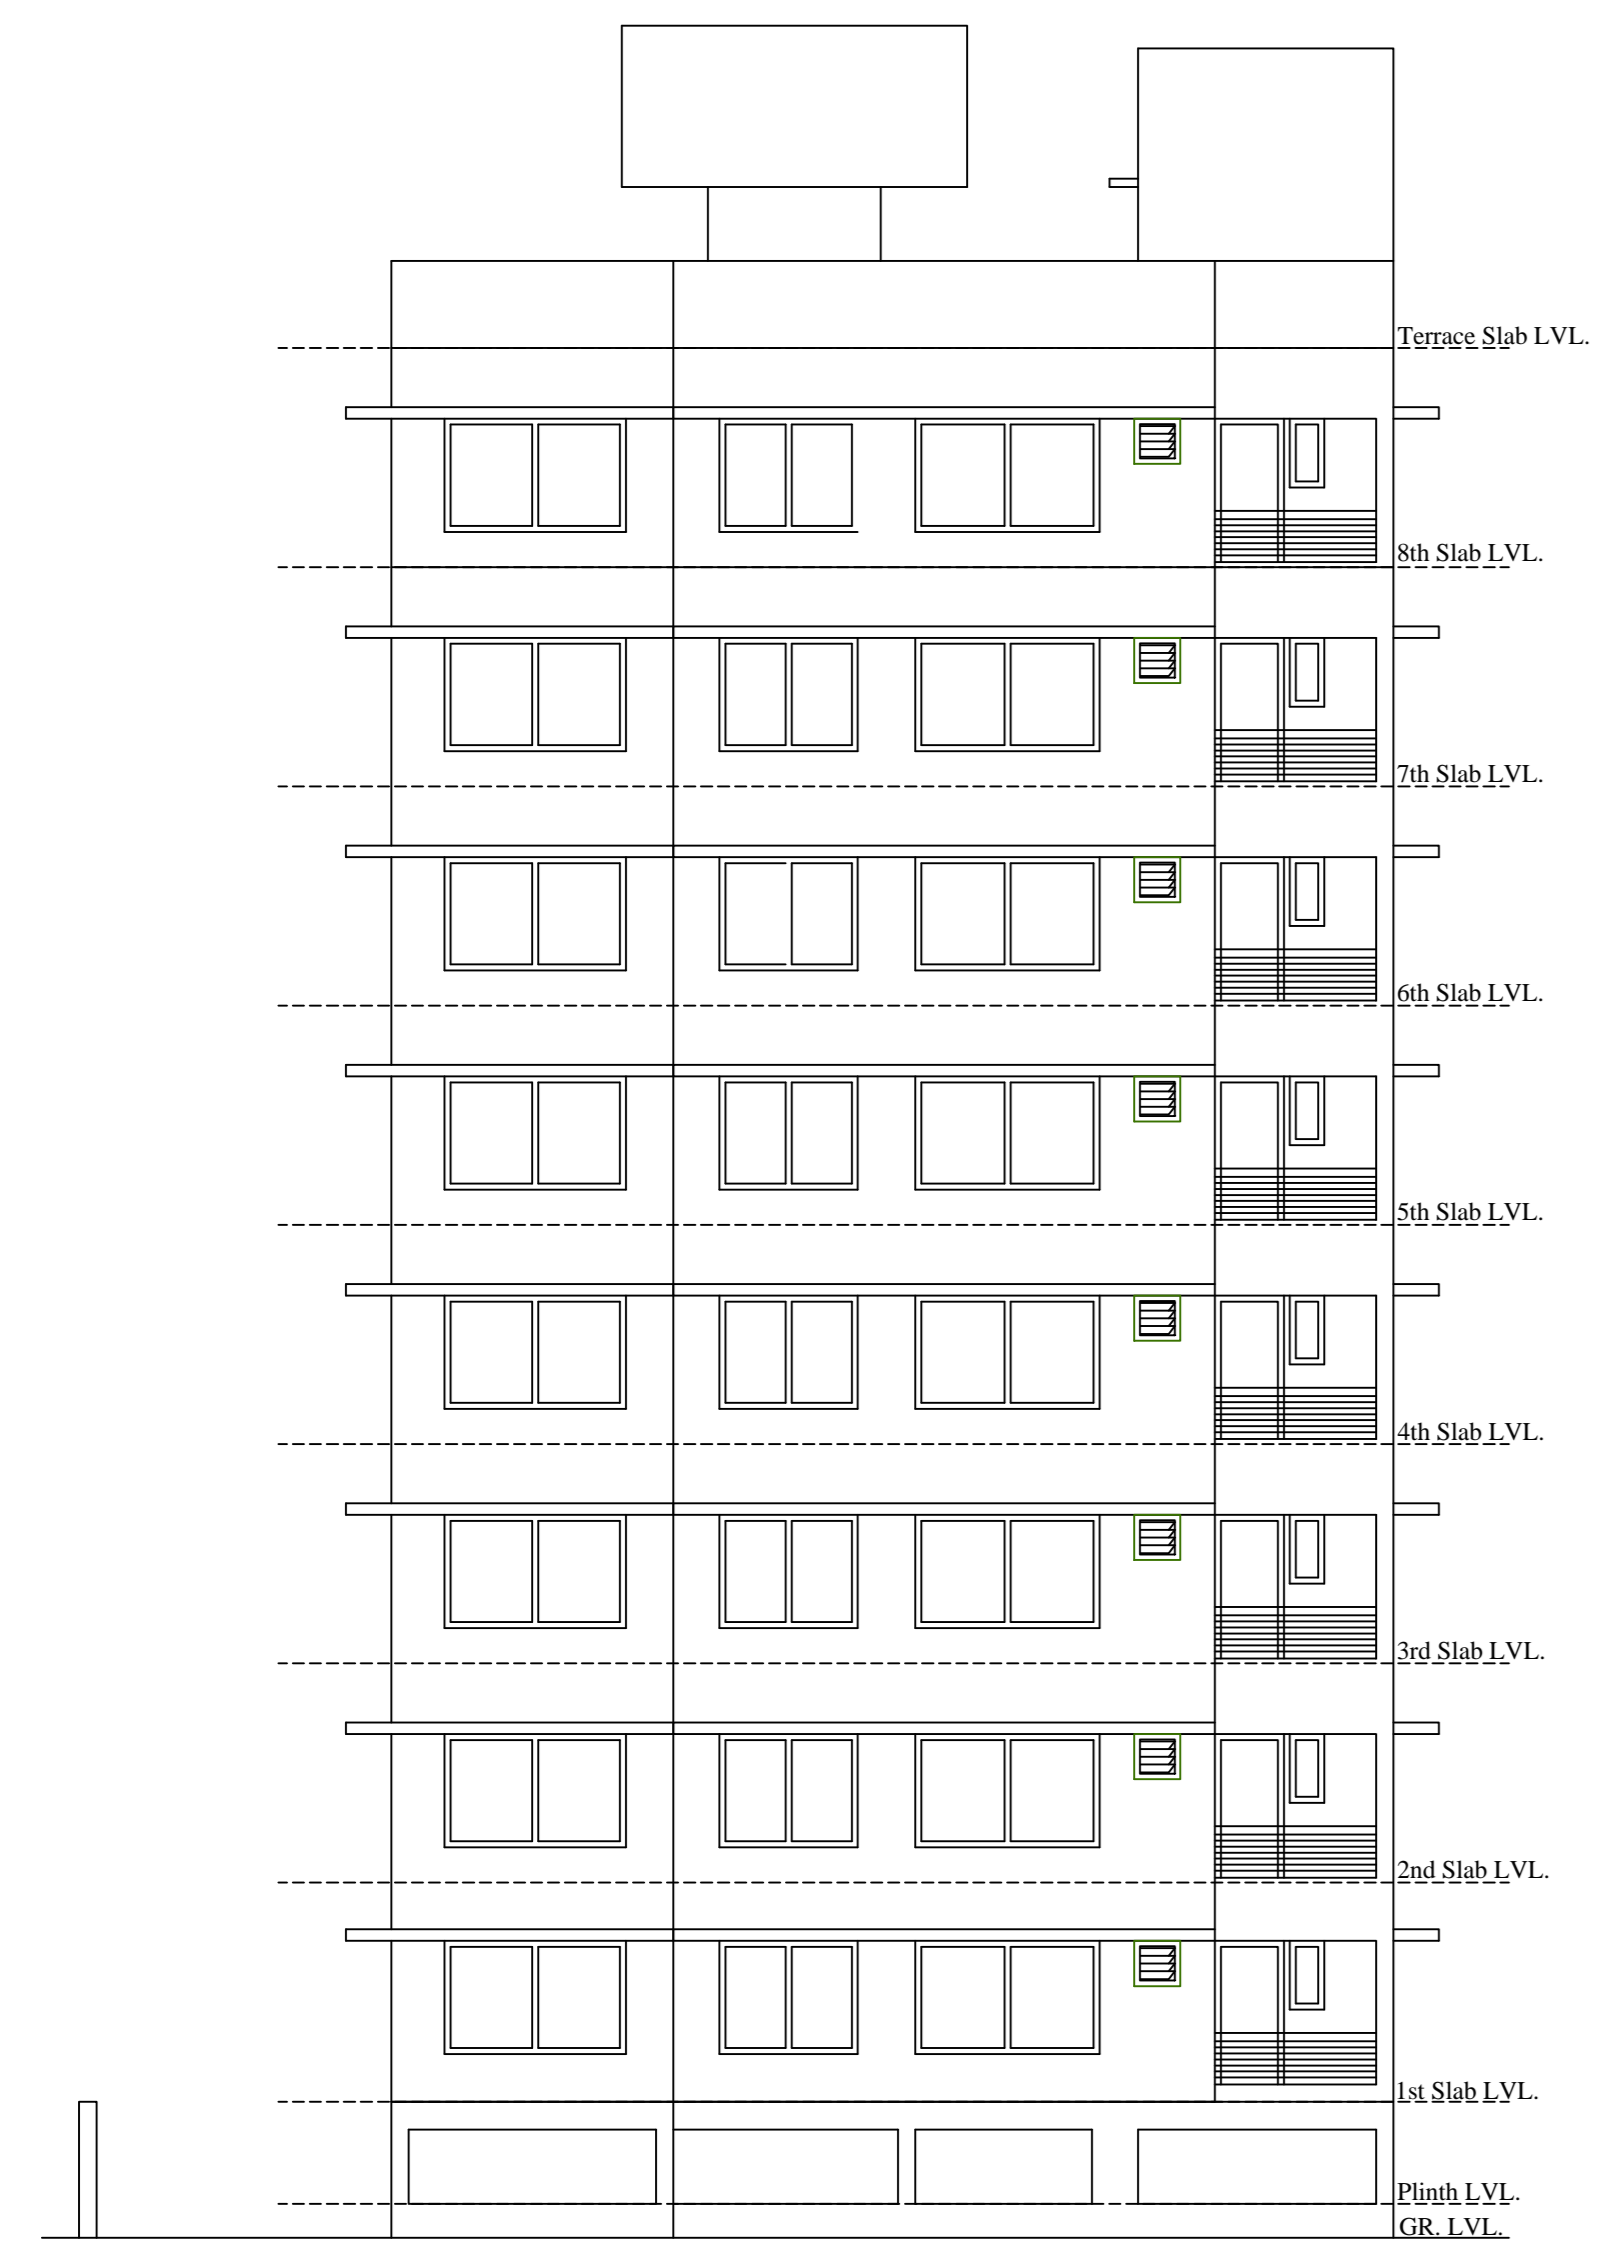 Terrace Slab LVL.
8th Slab LVL.
7th Slab LVL.
6th Slab LVL.
5th Slab LVL.
4th Slab LVL.
3rd Slab LVL.
2nd Slab LVL.
1st Slab LVL.
Plinth LVL.
GR. LVL.